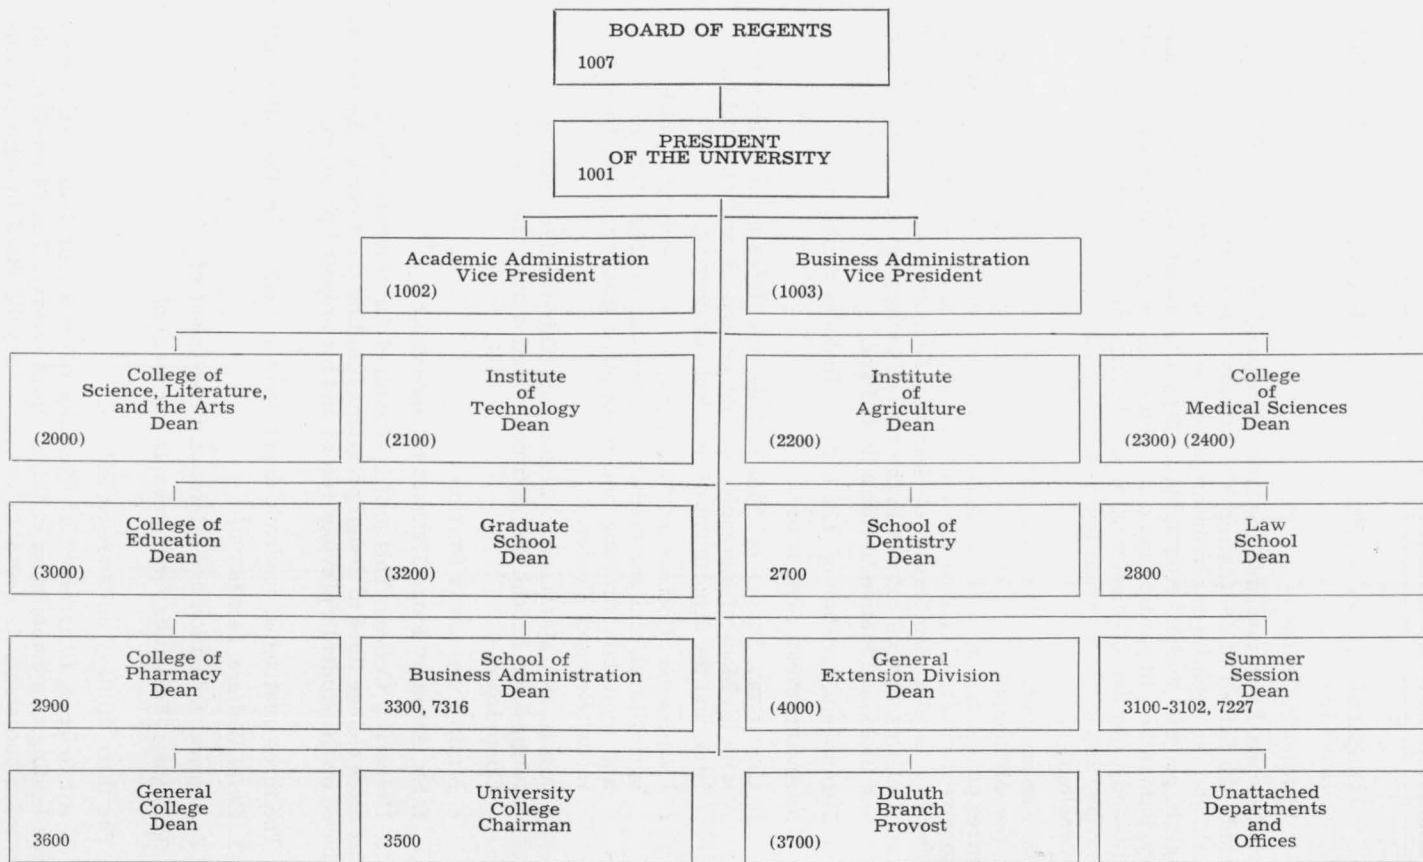 BOARD OF REGENTS
1007
PRESIDENT
OF THE UNIVERSITY
1001
Academic Administration
Vice President
(1002)
Business Administration
Vice President
(1003)
College of
Science, Literature,
and the Arts
Dean
(2000)
Institute
of
Technology
Dean
(2100)
Institute
of
Agriculture
Dean
(2200)
College
of
Medical Sciences
Dean
(2300) (2400)
College of
Education
Dean
(3000)
Graduate
School
Dean
(3200)
School of
Dentistry
Dean
2700
Law
School
Dean
2800
College of
Pharmacy
Dean
2900
School of
Business Administration
Dean
3300, 7316
General
Extension Division
Dean
(4000)
Summer
Session
Dean
3100-3102, 7227
General
College
Dean
3600
University
College
Chairman
3500
Duluth
Branch
Provost
(3700)
Unattached
Departments
and
Offices